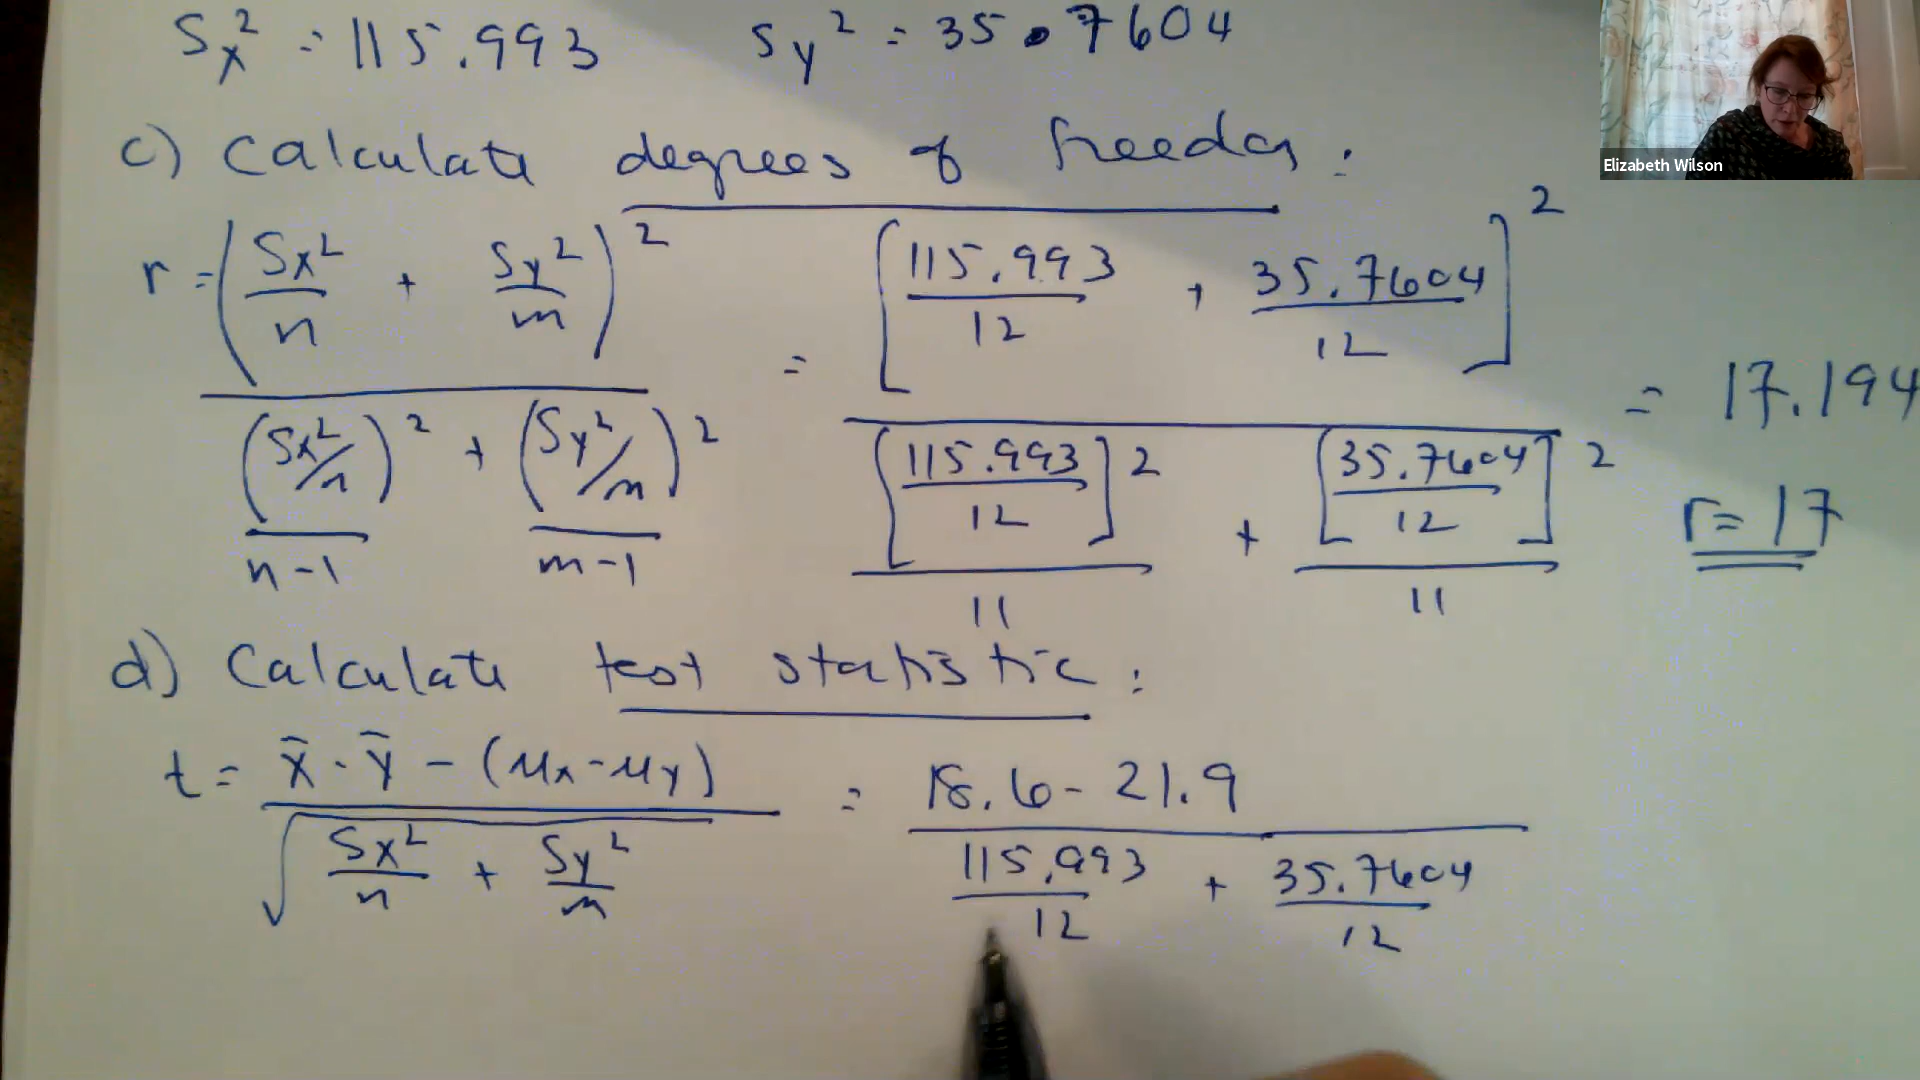 Sx² = 115.993 Sy² = 35.7604
Elizabeth Wilson
c) Calculate degrees of freedom:
r = (Sx²/n + Sy²/m)² / ((Sx²/n)²/(n-1) + (Sy²/m)²/(m-1)) = [115.993/12 + 35.7604/12]² / ([115.993/12]²/11 + [35.7604/12]²/11) = 17.194
r = 17
d) Calculate test statistic:
t = x̄ - ȳ - (μx - μy) / √(Sx²/n + Sy²/m) = 18.6 - 21.9 / (115.993/12 + 35.7604/12)